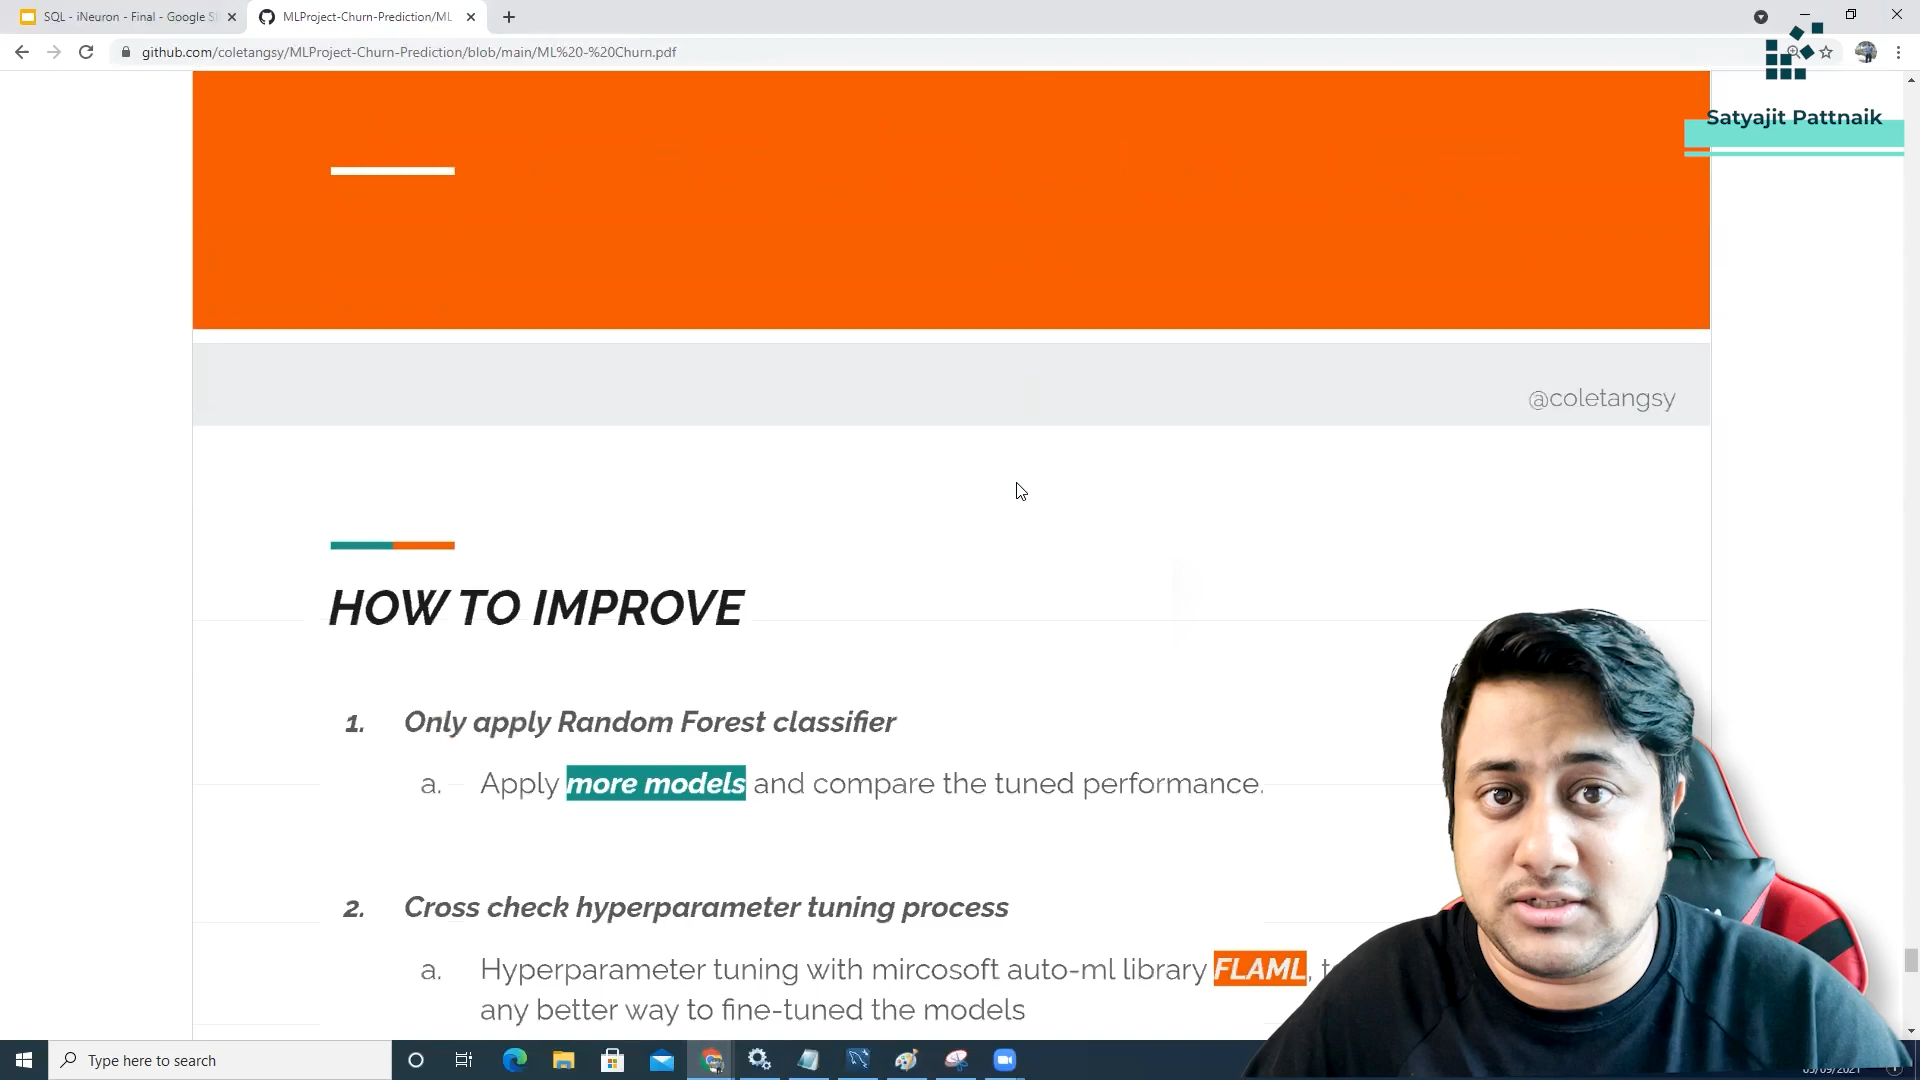 SQL - iNeuron - Final - Google Sl
MLProject-Churn-Prediction/ML
github.com/coletangsy/MLProject-Churn-Prediction/blob/main/ML%20-%20Churn.pdf
Satyajit Pattnaik
@coletangsy
HOW TO IMPROVE
1. Only apply Random Forest classifier
a. Apply more models and compare the tuned performance.
2. Cross check hyperparameter tuning process
a. Hyperparameter tuning with mircosoft auto-ml library FLAML,
any better way to fine-tuned the models
Type here to search